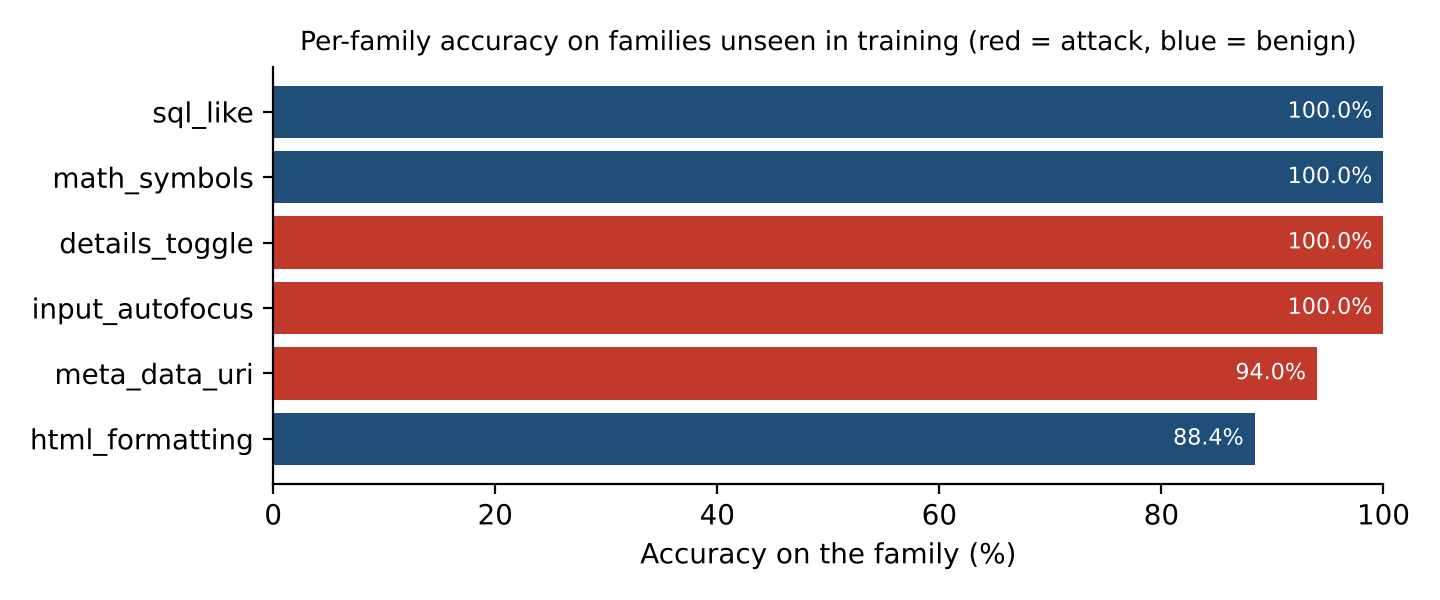 Per-family accuracy on families unseen in training (red = attack, blue = benign)
sql_like 100.0%
math_symbols 100.0%
details_toggle 100.0%
input_autofocus 100.0%
meta_data_uri 94.0%
html_formatting 88.4%
0 20 40 60 80 100
Accuracy on the family (%)